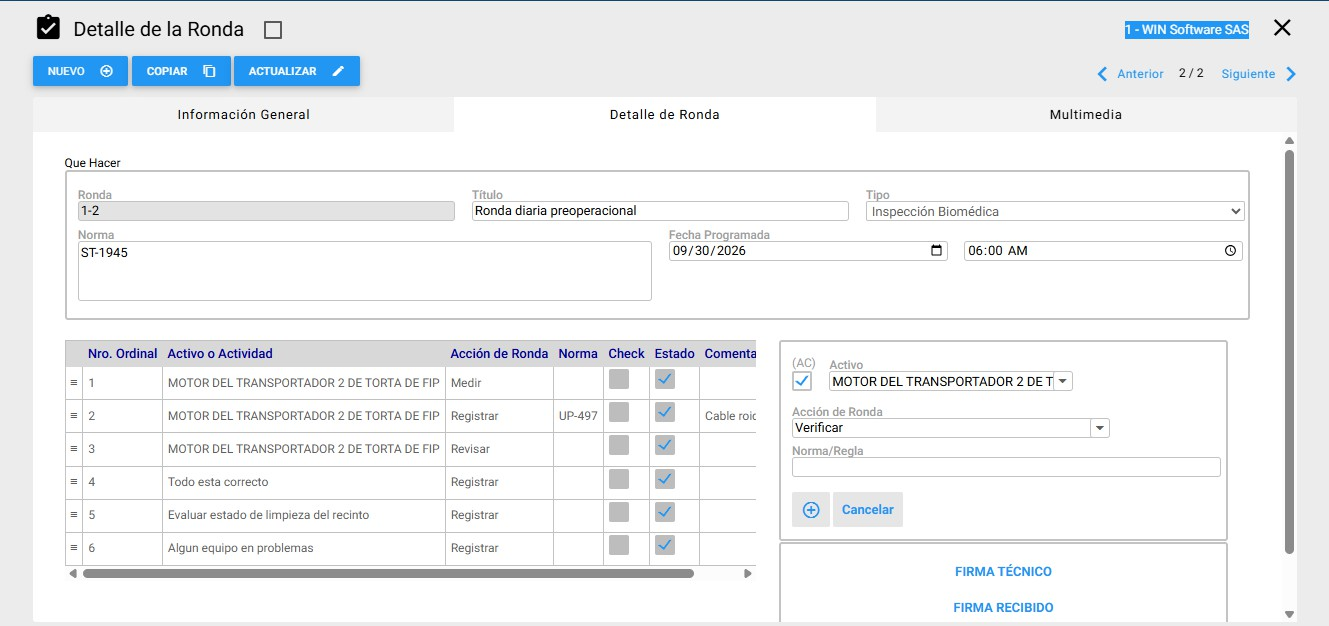 Detalle de la Ronda
1 - WIN Software SAS
NUEVO
COPIAR
ACTUALIZAR
Anterior 2 / 2 Siguiente
Información General
Detalle de Ronda
Multimedia
Que Hacer
Ronda
1-2
Título
Ronda diaria preoperacional
Tipo
Inspección Biomédica
Norma
ST-1945
Fecha Programada
09/30/2026
06:00 AM
Nro. Ordinal Activo o Actividad Acción de Ronda Norma Check Estado Comenta
1 MOTOR DEL TRANSPORTADOR 2 DE TORTA DE FIP Medir
2 MOTOR DEL TRANSPORTADOR 2 DE TORTA DE FIP Registrar UP-497 Cable roid
3 MOTOR DEL TRANSPORTADOR 2 DE TORTA DE FIP Revisar
4 Todo esta correcto Registrar
5 Evaluar estado de limpieza del recinto Registrar
6 Algun equipo en problemas Registrar
(AC)
Activo
MOTOR DEL TRANSPORTADOR 2 DE T
Acción de Ronda
Verificar
Norma/Regla
Cancelar
FIRMA TÉCNICO
FIRMA RECIBIDO